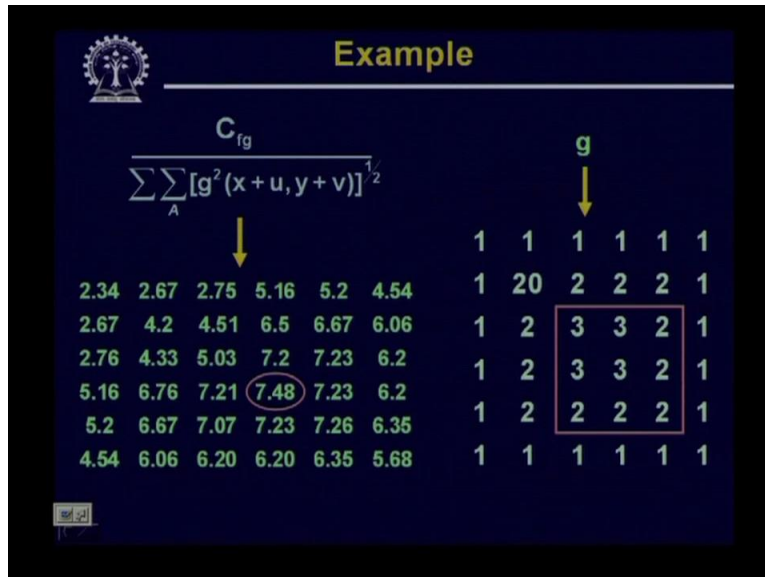 Example
C_fg
∑∑_A [g²(x+u, y+v)]^½
2.34 2.67 2.75 5.16 5.2 4.54
2.67 4.2 4.51 6.5 6.67 6.06
2.76 4.33 5.03 7.2 7.23 6.2
5.16 6.76 7.21 7.48 7.23 6.2
5.2 6.67 7.07 7.23 7.26 6.35
4.54 6.06 6.20 6.20 6.35 5.68
g
1 1 1 1 1 1
1 20 2 2 2 1
1 2 3 3 2 1
1 2 3 3 2 1
1 2 2 2 2 1
1 1 1 1 1 1